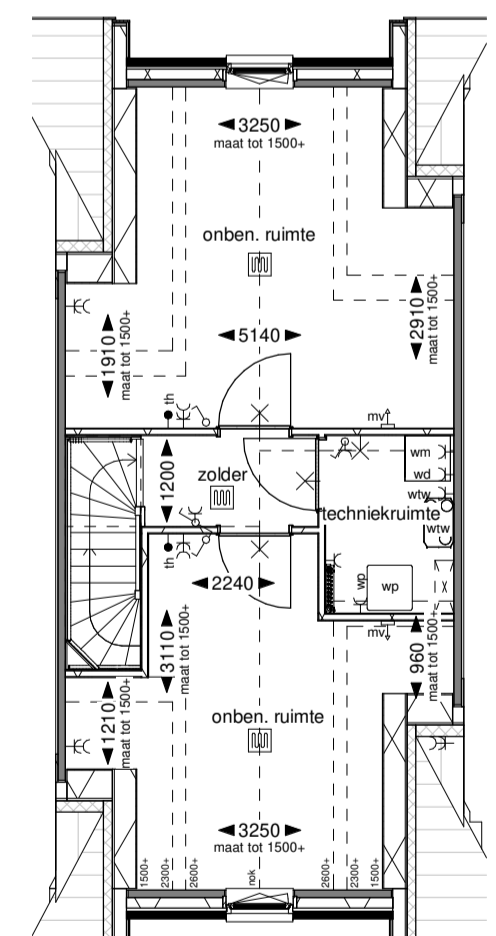 3250
maat tot 1500+
onben. ruimte
1910
maat tot 1500+
2910
maat tot 1500+
5140
th
mv
1200
zolder
wm
wd
wtw
techniekruimte
wtw
th
2240
wp
wp
3110
maat tot 1500+
mv
960
maat tot 1500+
1210
maat tot 1500+
onben. ruimte
3250
maat tot 1500+
1500+
2300+
2600+
nok
2600+
2300+
1500+